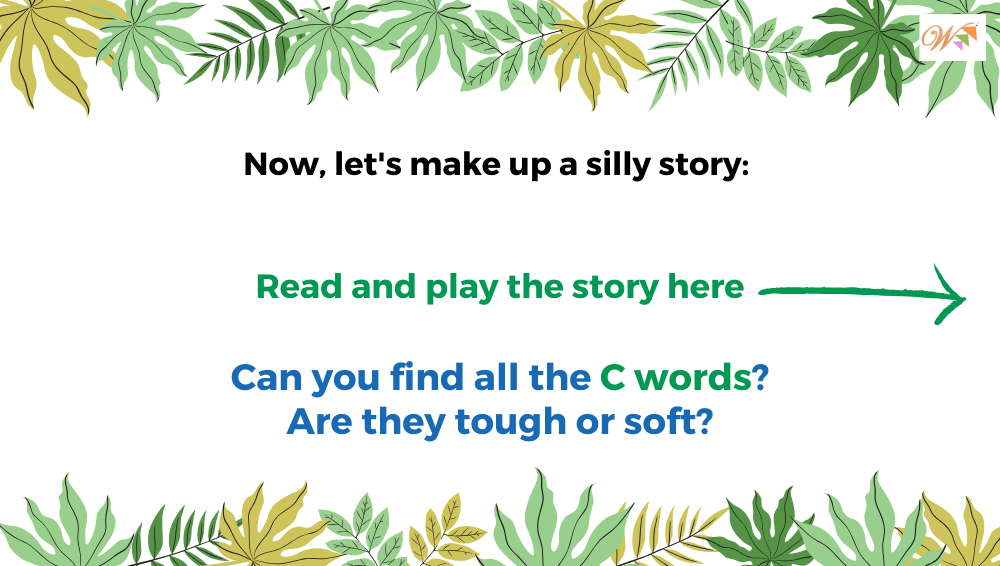 W
Now, let's make up a silly story:
Read and play the story here
Can you find all the C words?
Are they tough or soft?